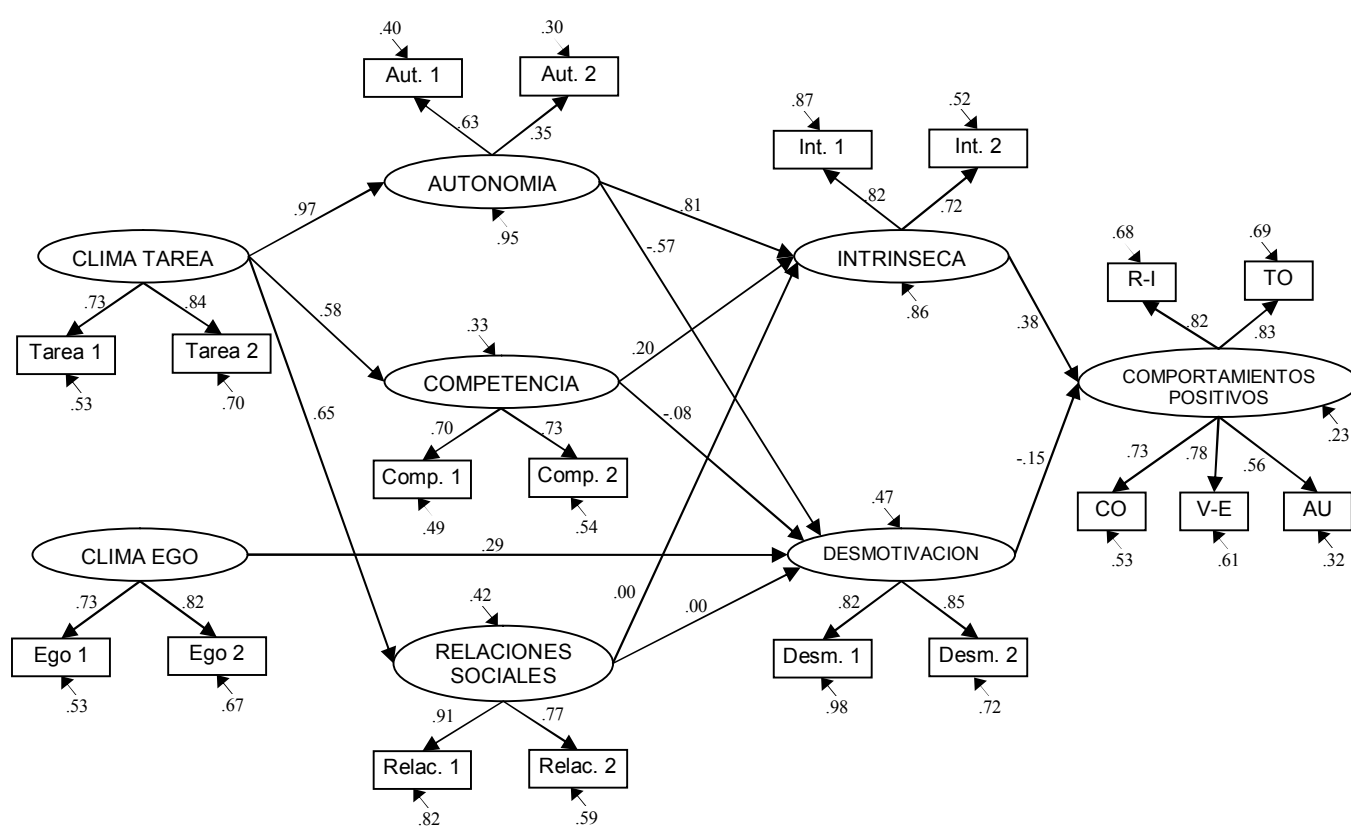 .40
.30
Aut. 1
Aut. 2
.63
.35
AUTONOMIA
.95
.87
.52
Int. 1
Int. 2
.82
.72
INTRINSECA
.86
.97
.81
-.57
CLIMA TAREA
.73
.84
Tarea 1
Tarea 2
.53
.70
.58
.65
.33
COMPETENCIA
.70
.73
Comp. 1
Comp. 2
.49
.54
.20
-.08
.38
.68
.69
R-I
TO
.82
.83
COMPORTAMIENTOS
POSITIVOS
.23
.73
.78
.56
CO
V-E
AU
.53
.61
.32
-.15
CLIMA EGO
.29
.73
.82
Ego 1
Ego 2
.53
.67
.47
DESMOTIVACION
.82
.85
Desm. 1
Desm. 2
.98
.72
.00
.00
.42
RELACIONES
SOCIALES
.91
.77
Relac. 1
Relac. 2
.82
.59